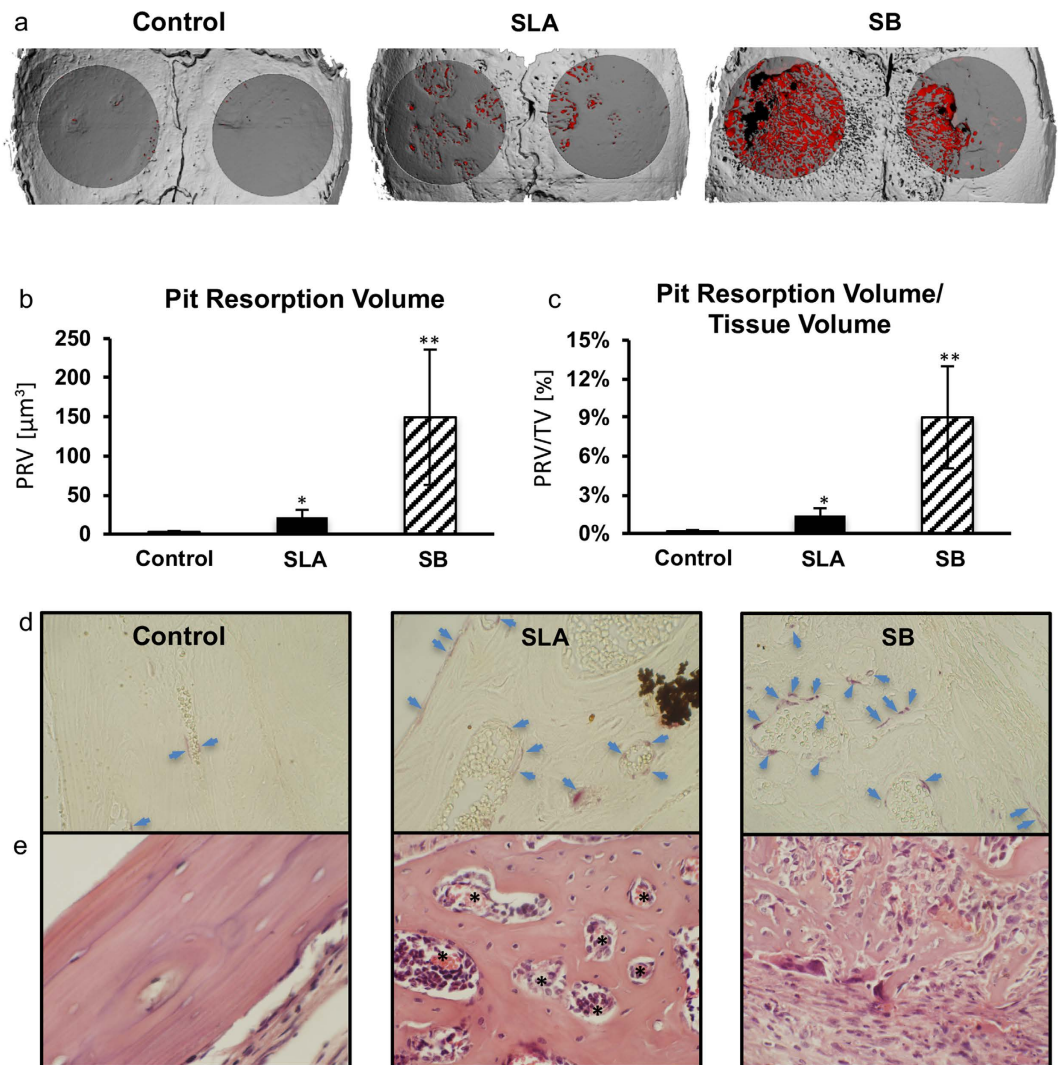 a
Control
SLA
SB
b
Pit Resorption Volume
PRV [µm³]
250
200
150
100
50
0
*
**
Control
SLA
SB
c
Pit Resorption Volume/
Tissue Volume
PRV/TV [%]
15%
12%
9%
6%
3%
0%
*
**
Control
SLA
SB
d
Control
SLA
SB
e
*
*
*
*
*
*
*